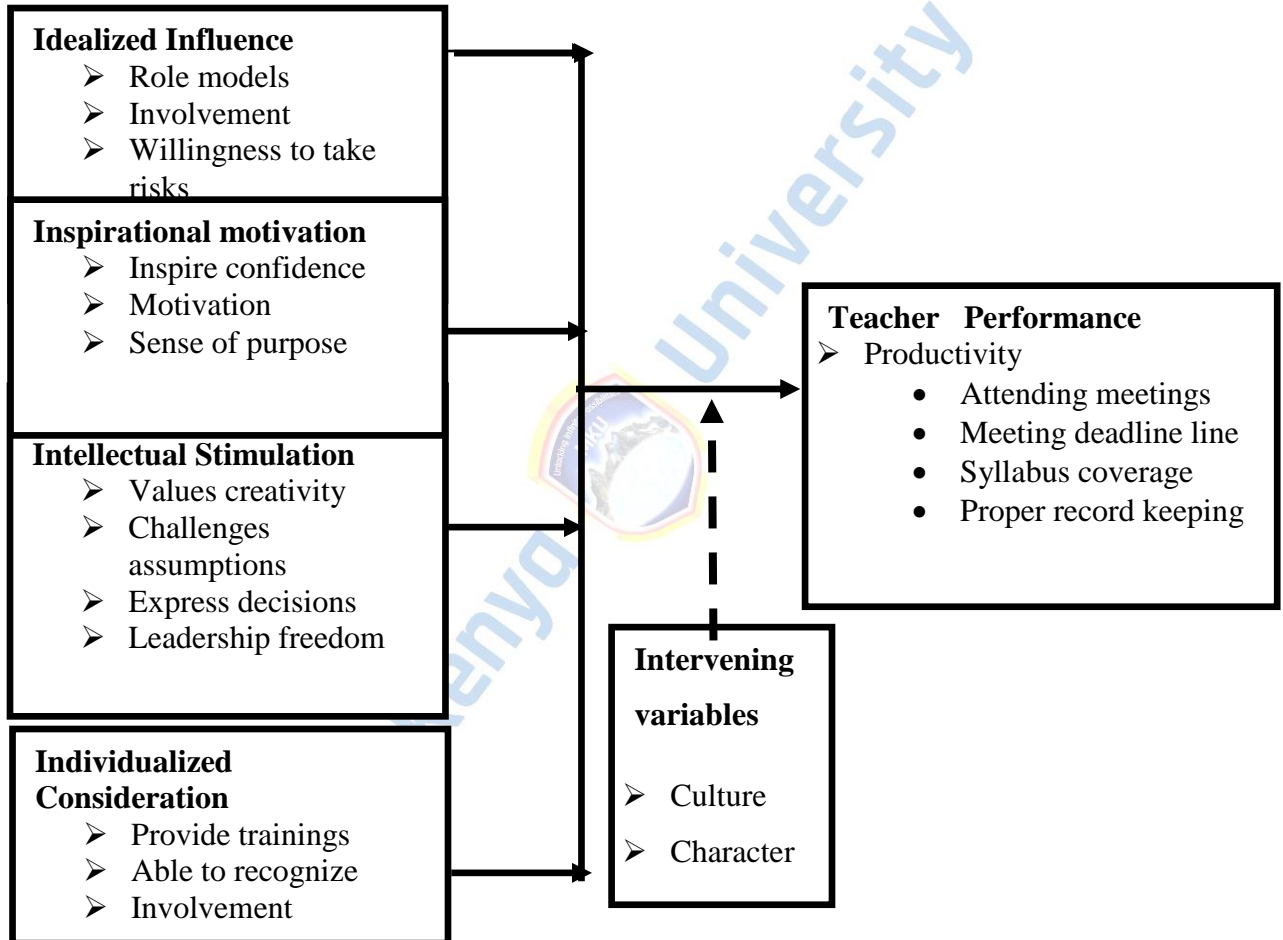 Idealized Influence
➢ Role models
➢ Involvement
➢ Willingness to take
risks
Inspirational motivation
➢ Inspire confidence
➢ Motivation
➢ Sense of purpose
Intellectual Stimulation
➢ Values creativity
➢ Challenges
assumptions
➢ Express decisions
➢ Leadership freedom
Individualized
Consideration
➢ Provide trainings
➢ Able to recognize
➢ Involvement
Intervening
variables
➢ Culture
➢ Character
Teacher Performance
➢ Productivity
• Attending meetings
• Meeting deadline line
• Syllabus coverage
• Proper record keeping
Kenya University